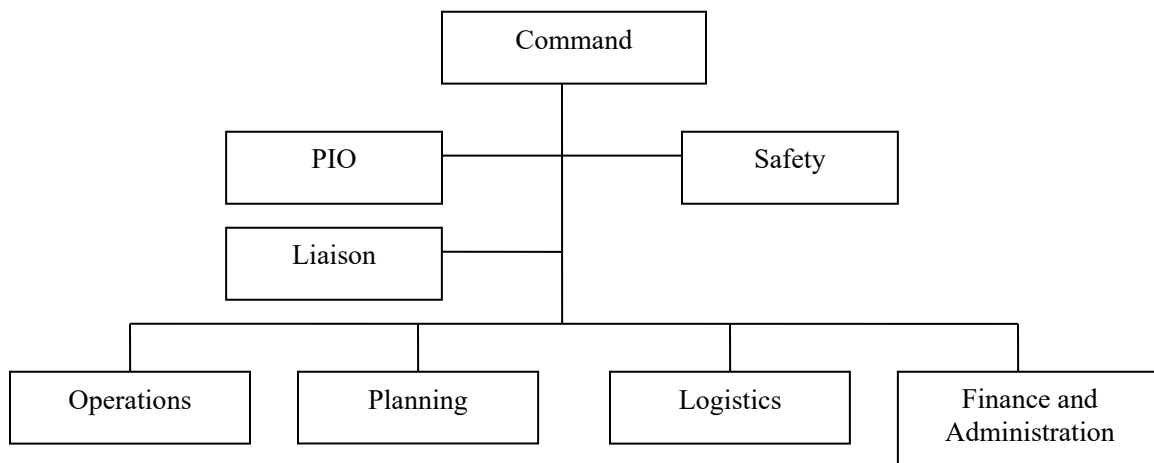 Command
PIO
Safety
Liaison
Operations
Planning
Logistics
Finance and
Administration